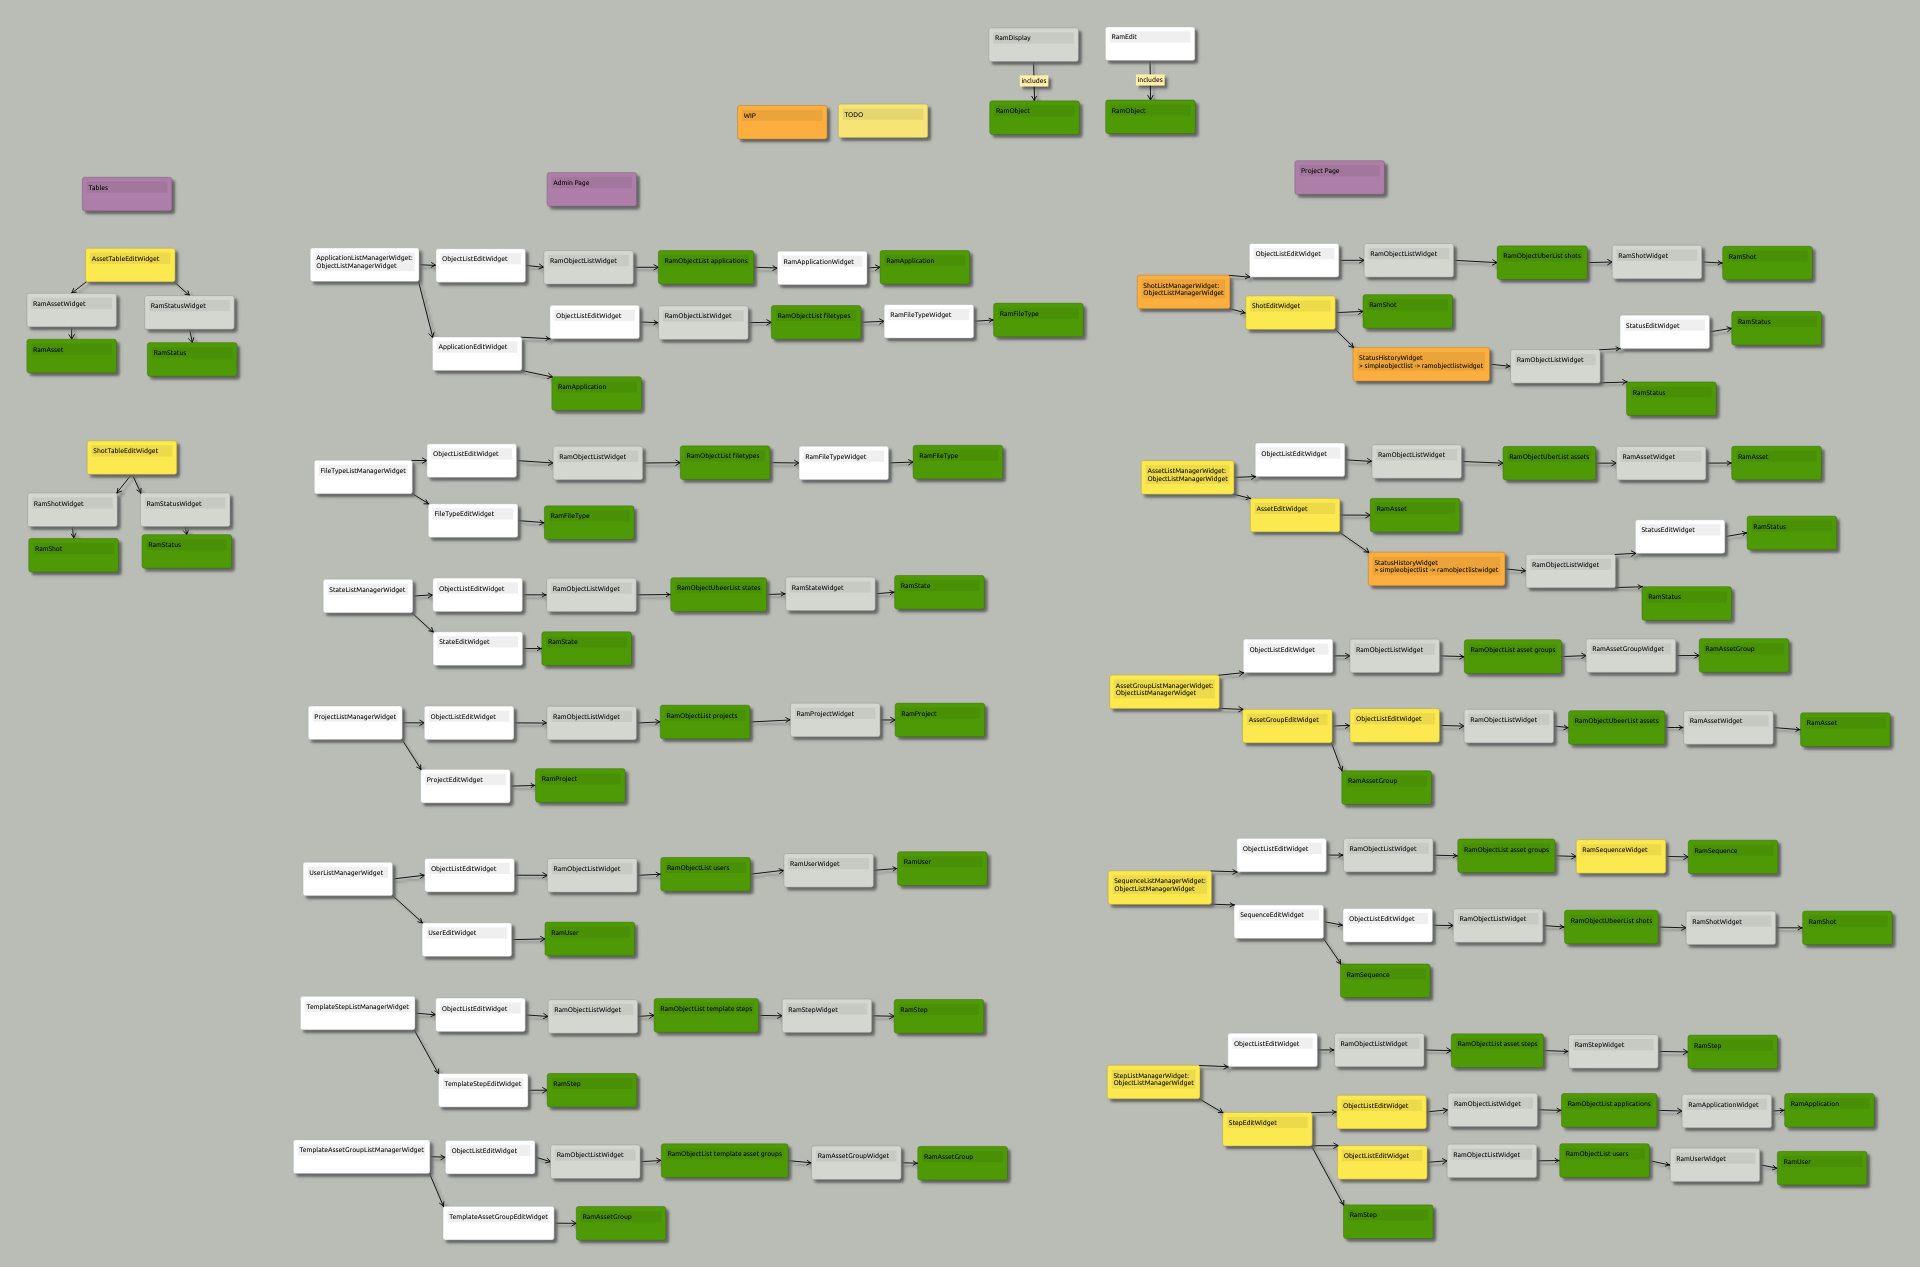 RamDisplay
RamEdit
includes
includes
WIP
TODO
RamObject
RamObject
Tables
Admin Page
Project Page
AssetTableEditWidget
RamAssetWidget
RamStatusWidget
RamAsset
RamStatus
ShotTableEditWidget
RamShotWidget
RamStatusWidget
RamShot
RamStatus
ApplicationListManagerWidget:
ObjectListManagerWidget
ObjectListEditWidget
RamObjectListWidget
RamObjectList applications
RamApplicationWidget
RamApplication
ObjectListEditWidget
RamObjectListWidget
RamObjectList filetypes
RamFileTypeWidget
RamFileType
ApplicationEditWidget
RamApplication
FileTypeListManagerWidget
ObjectListEditWidget
RamObjectListWidget
RamObjectList filetypes
RamFileTypeWidget
RamFileType
FileTypeEditWidget
RamFileType
StateListManagerWidget
ObjectListEditWidget
RamObjectListWidget
RamObjectUbeerList states
RamStateWidget
RamState
StateEditWidget
RamState
ProjectListManagerWidget
ObjectListEditWidget
RamObjectListWidget
RamObjectList projects
RamProjectWidget
RamProject
ProjectEditWidget
RamProject
UserListManagerWidget
ObjectListEditWidget
RamObjectListWidget
RamObjectList users
RamUserWidget
RamUser
UserEditWidget
RamUser
TemplateStepListManagerWidget
ObjectListEditWidget
RamObjectListWidget
RamObjectList template steps
RamStepWidget
RamStep
TemplateStepEditWidget
RamStep
TemplateAssetGroupListManagerWidget
ObjectListEditWidget
RamObjectListWidget
RamObjectList template asset groups
RamAssetGroupWidget
RamAssetGroup
TemplateAssetGroupEditWidget
RamAssetGroup
ShotListManagerWidget:
ObjectListManagerWidget
ObjectListEditWidget
RamObjectListWidget
RamObjectUberList shots
RamShotWidget
RamShot
ShotEditWidget
RamShot
StatusHistoryWidget
> simpleobjectlist -> ramobjectlistwidget
RamObjectListWidget
StatusEditWidget
RamStatus
RamStatus
AssetListManagerWidget:
ObjectListManagerWidget
ObjectListEditWidget
RamObjectListWidget
RamObjectUberList assets
RamAssetWidget
RamAsset
AssetEditWidget
RamAsset
StatusHistoryWidget
> simpleobjectlist -> ramobjectlistwidget
RamObjectListWidget
StatusEditWidget
RamStatus
RamStatus
AssetGroupListManagerWidget:
ObjectListManagerWidget
ObjectListEditWidget
RamObjectListWidget
RamObjectList asset groups
RamAssetGroupWidget
RamAssetGroup
AssetGroupEditWidget
ObjectListEditWidget
RamObjectListWidget
RamObjectUbeerList assets
RamAssetWidget
RamAsset
RamAssetGroup
SequenceListManagerWidget:
ObjectListManagerWidget
ObjectListEditWidget
RamObjectListWidget
RamObjectList asset groups
RamSequenceWidget
RamSequence
SequenceEditWidget
ObjectListEditWidget
RamObjectListWidget
RamObjectUbeerList shots
RamShotWidget
RamShot
RamSequence
StepListManagerWidget:
ObjectListManagerWidget
ObjectListEditWidget
RamObjectListWidget
RamObjectList asset steps
RamStepWidget
RamStep
StepEditWidget
ObjectListEditWidget
RamObjectListWidget
RamObjectList applications
RamApplicationWidget
RamApplication
ObjectListEditWidget
RamObjectListWidget
RamObjectList users
RamUserWidget
RamUser
RamStep